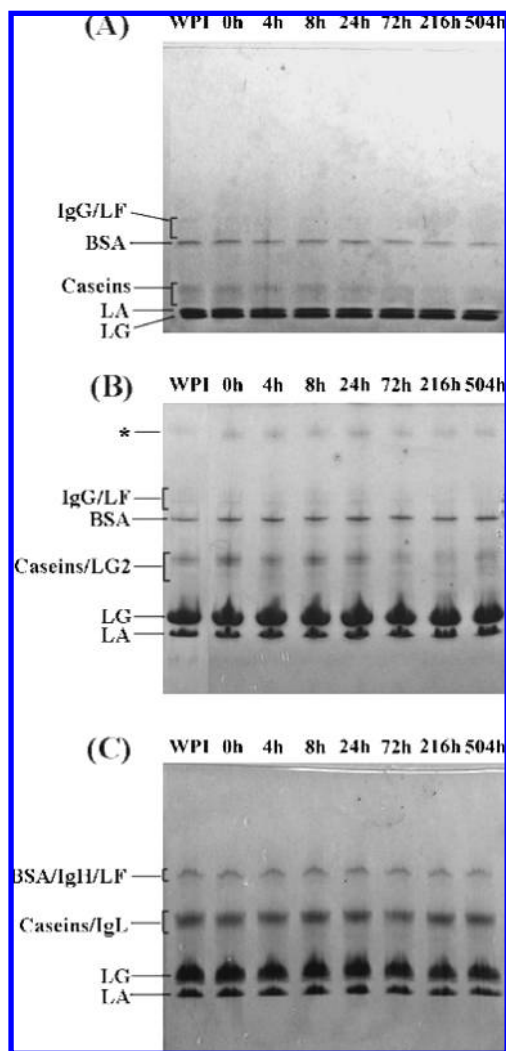 (A) WPI 0h 4h 8h 24h 72h 216h 504h
IgG/LF
BSA
Caseins
LA
LG
(B) WPI 0h 4h 8h 24h 72h 216h 504h
*
IgG/LF
BSA
Caseins/LG2
LG
LA
(C) WPI 0h 4h 8h 24h 72h 216h 504h
BSA/IgH/LF
Caseins/IgL
LG
LA